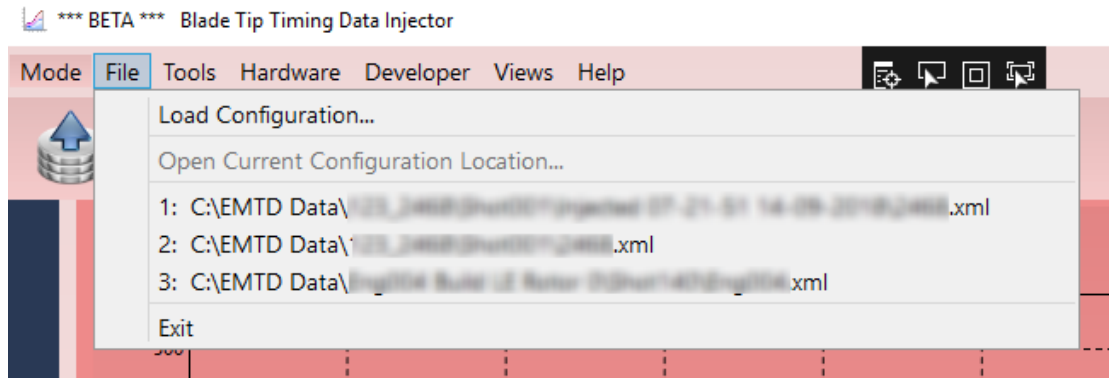 *** BETA *** Blade Tip Timing Data Injector
Mode File Tools Hardware Developer Views Help
Load Configuration...
Open Current Configuration Location...
1: C:\EMTD Data\ .xml
2: C:\EMTD Data\ .xml
3: C:\EMTD Data\ .xml
Exit